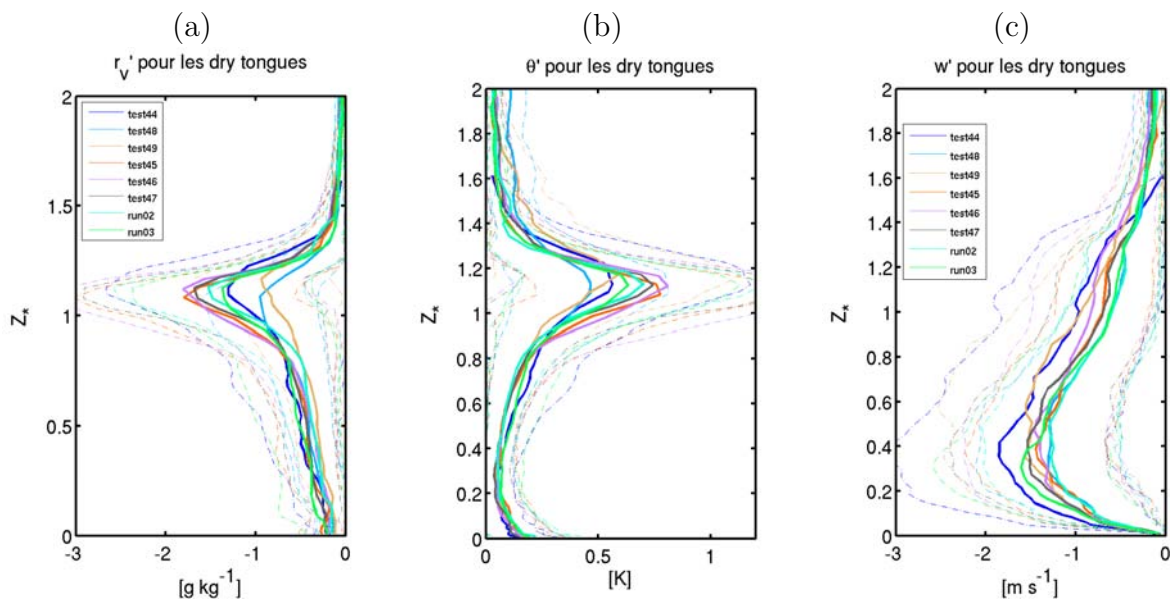 (a)
r_V' pour les dry tongues
Z*
2
1.5
1
0.5
0
test44
test48
test49
test45
test46
test47
run02
run03
-3
-2
-1
0
[g kg^-1]
(b)
θ' pour les dry tongues
Z*
2
1.8
1.6
1.4
1.2
1
0.8
0.6
0.4
0.2
0
0
0.5
1
[K]
(c)
w' pour les dry tongues
Z*
2
1.8
1.6
1.4
1.2
1
0.8
0.6
0.4
0.2
0
test44
test48
test49
test45
test46
test47
run02
run03
-3
-2
-1
0
[m s^-1]